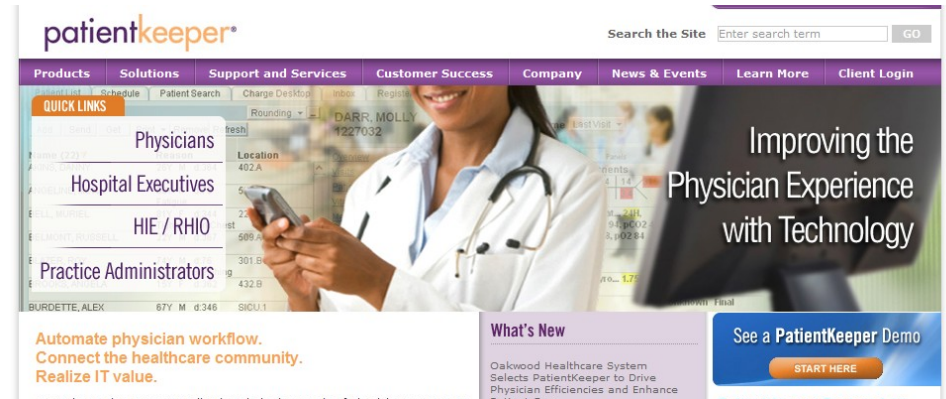 patientkeeper®
Search the Site Enter search term GO
Products Solutions Support and Services Customer Success Company News & Events Learn More Client Login
Schedule Patient Search Charge Desktop Inbox
QUICK LINKS
Rounding
DARR, MOLLY
1227032
Last Visit
Physicians
Location
402.A
Hospital Executives
HIE / RHIO
509.A
301.B
Practice Administrators
432.B
BURDETTE, ALEX 67Y M d:346 SICU.1
Final
Improving the
Physician Experience
with Technology
Automate physician workflow.
Connect the healthcare community.
Realize IT value.
What's New
Oakwood Healthcare System
Selects PatientKeeper to Drive
Physician Efficiencies and Enhance
See a PatientKeeper Demo
START HERE